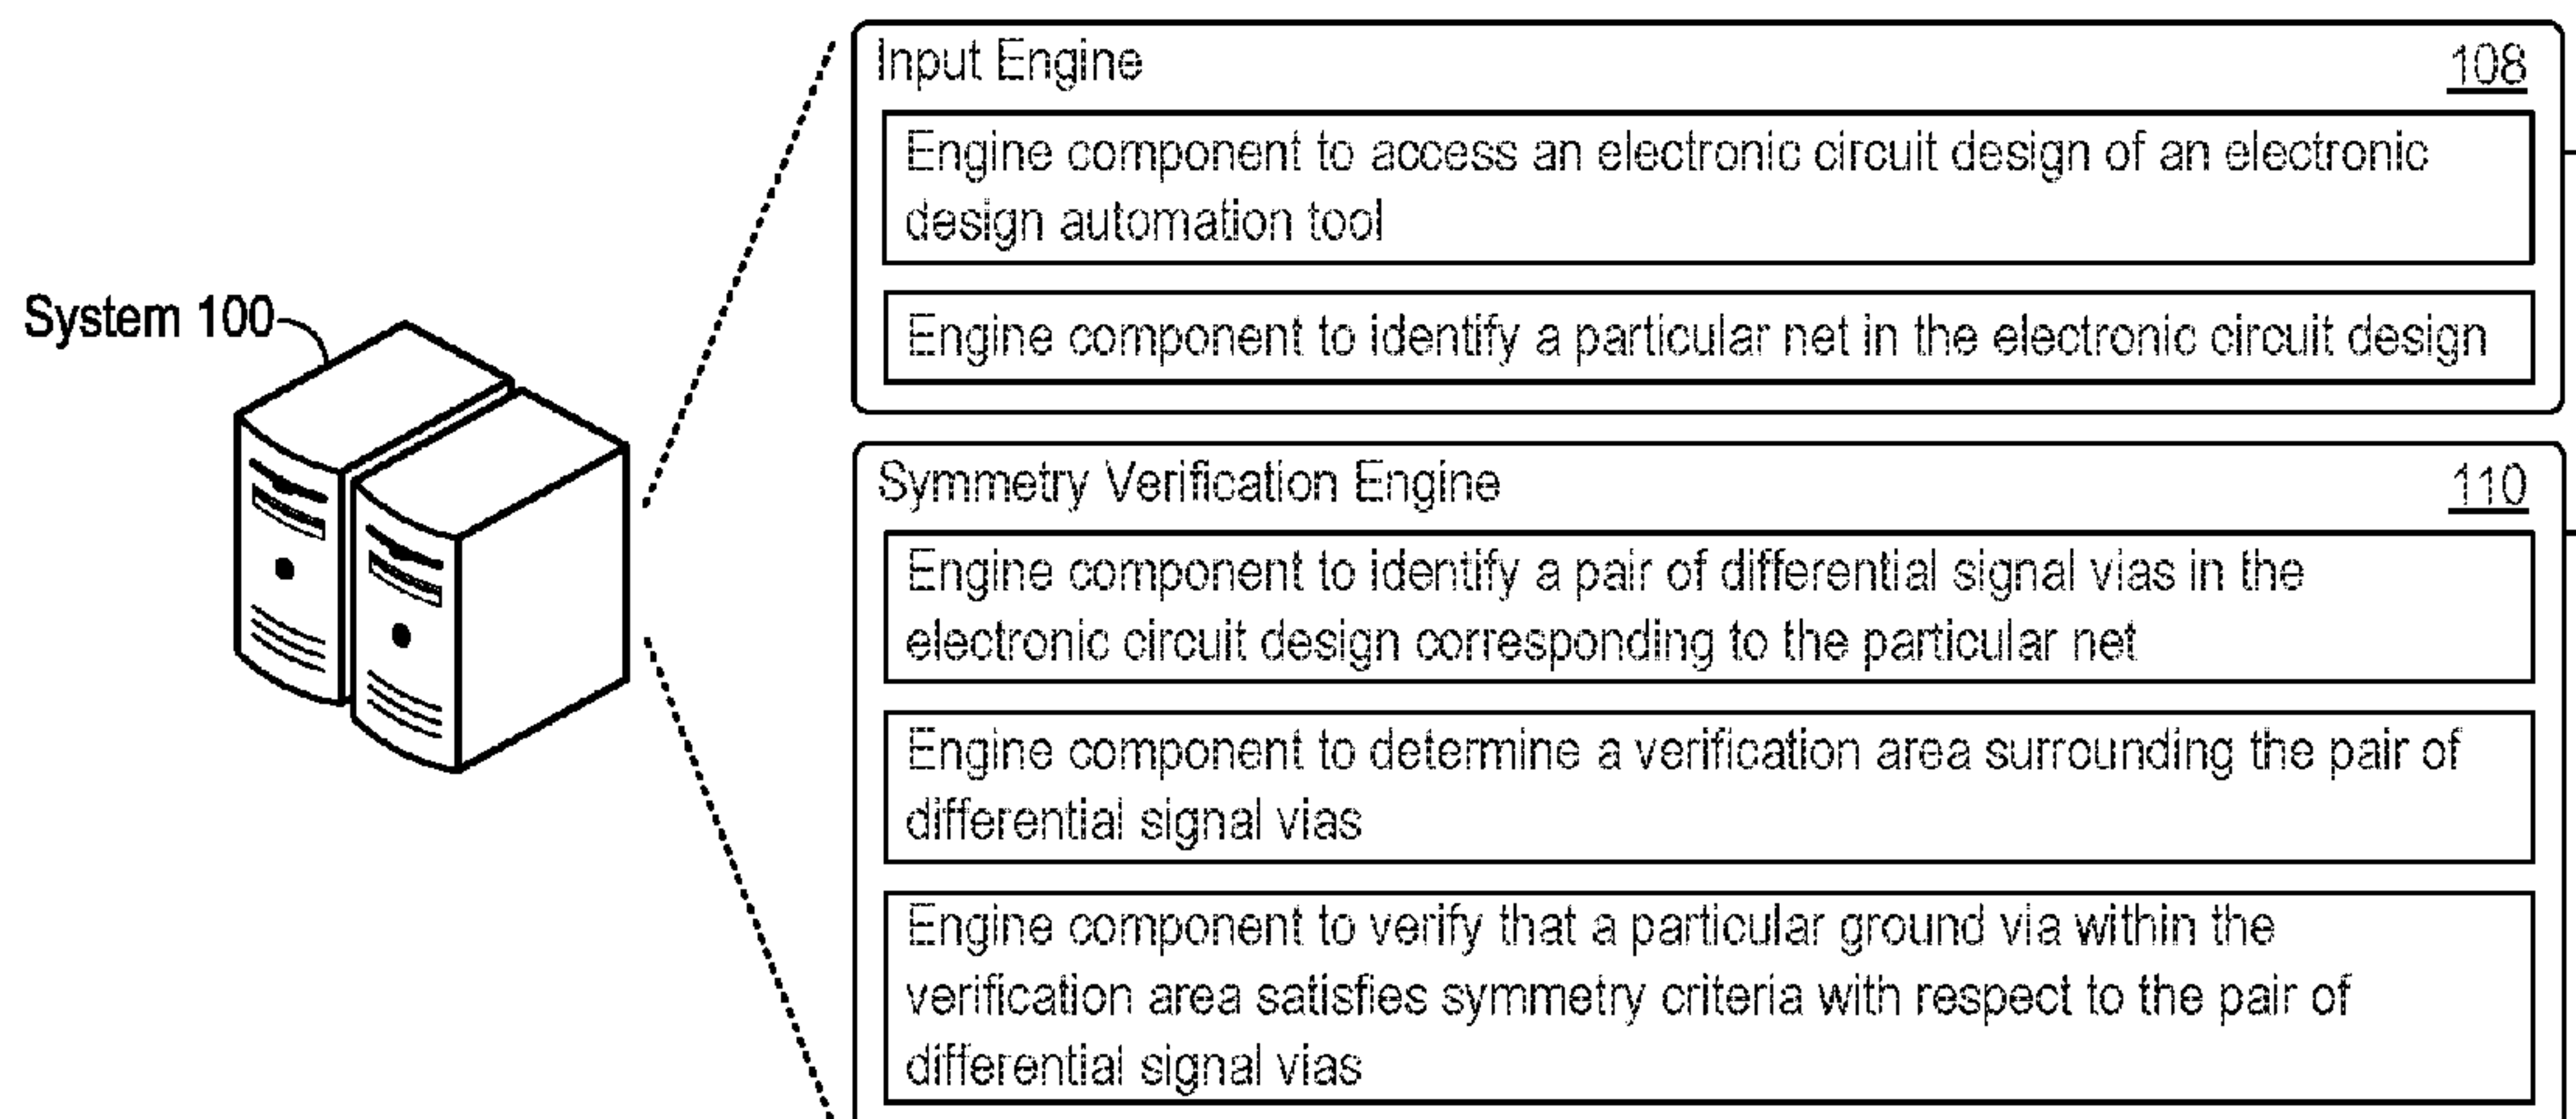 Input Engine
108
Engine component to access an electronic circuit design of an electronic
design automation tool
System 100
Engine component to identify a particular net in the electronic circuit design
Symmetry Verification Engine
110
Engine component to identify a pair of differential signal vias in the
electronic circuit design corresponding to the particular net
Engine component to determine a verification area surrounding the pair of
differential signal vias
Engine component to verify that a particular ground via within the
verification area satisfies symmetry criteria with respect to the pair of
differential signal vias